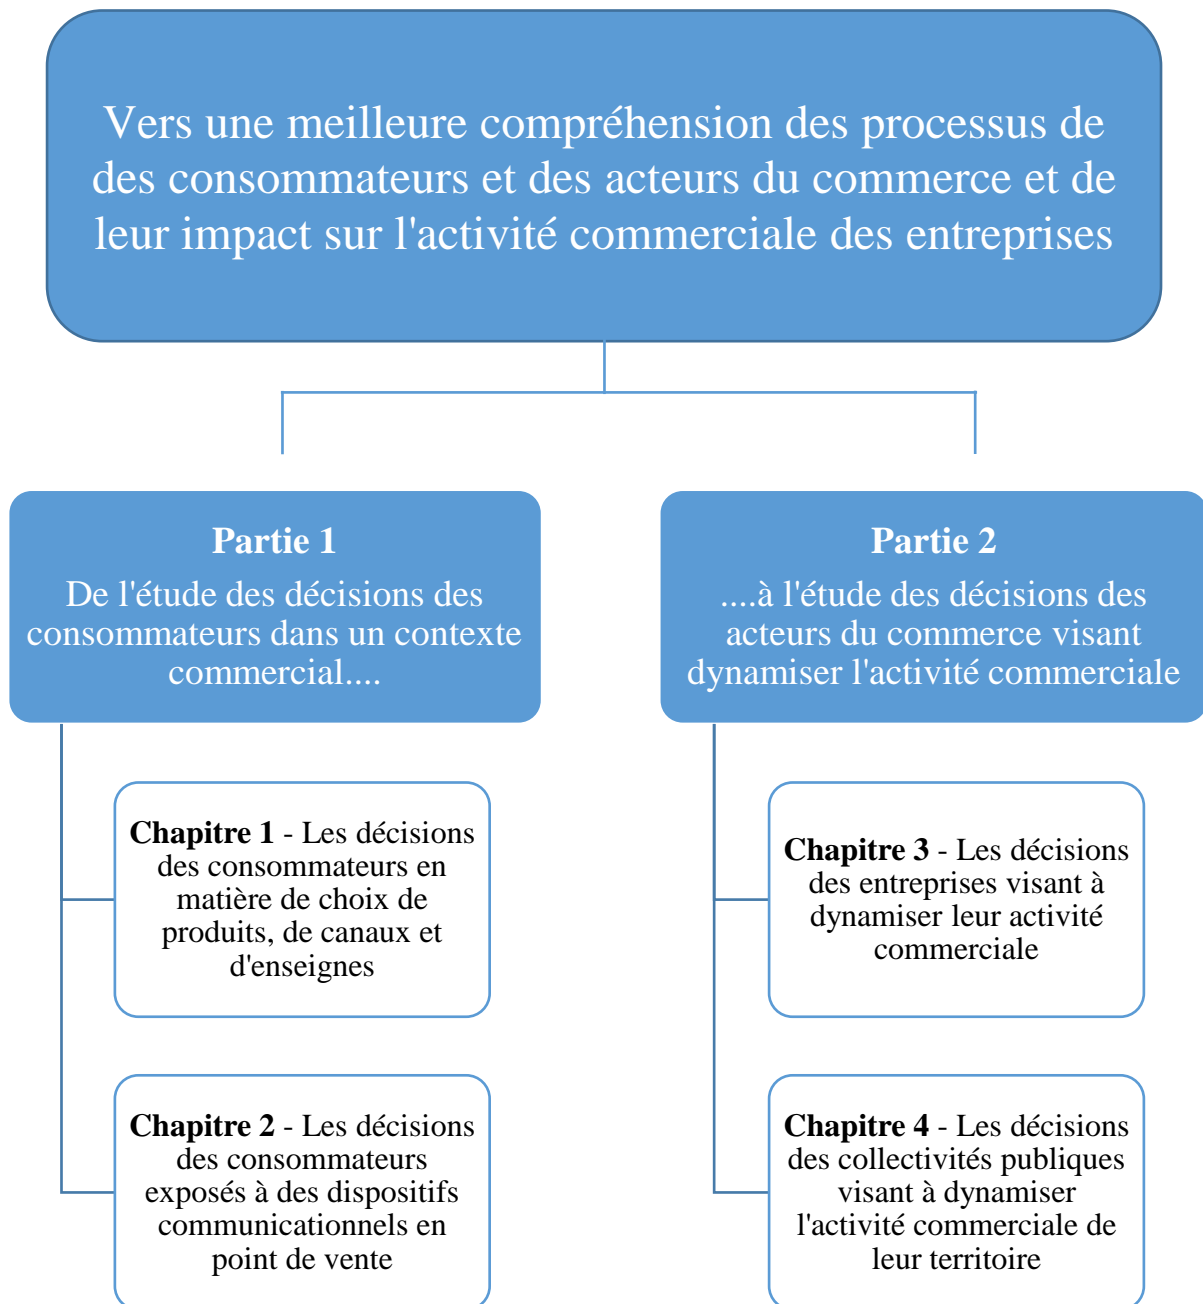 Vers une meilleure compréhension des processus de
des consommateurs et des acteurs du commerce et de
leur impact sur l'activité commerciale des entreprises
Partie 1
De l'étude des décisions des
consommateurs dans un contexte
commercial....
Chapitre 1 - Les décisions
des consommateurs en
matière de choix de
produits, de canaux et
d'enseignes
Chapitre 2 - Les décisions
des consommateurs
exposés à des dispositifs
communicationnels en
point de vente
Partie 2
....à l'étude des décisions des
acteurs du commerce visant
dynamiser l'activité commerciale
Chapitre 3 - Les décisions
des entreprises visant à
dynamiser leur activité
commerciale
Chapitre 4 - Les décisions
des collectivités publiques
visant à dynamiser
l'activité commerciale de
leur territoire